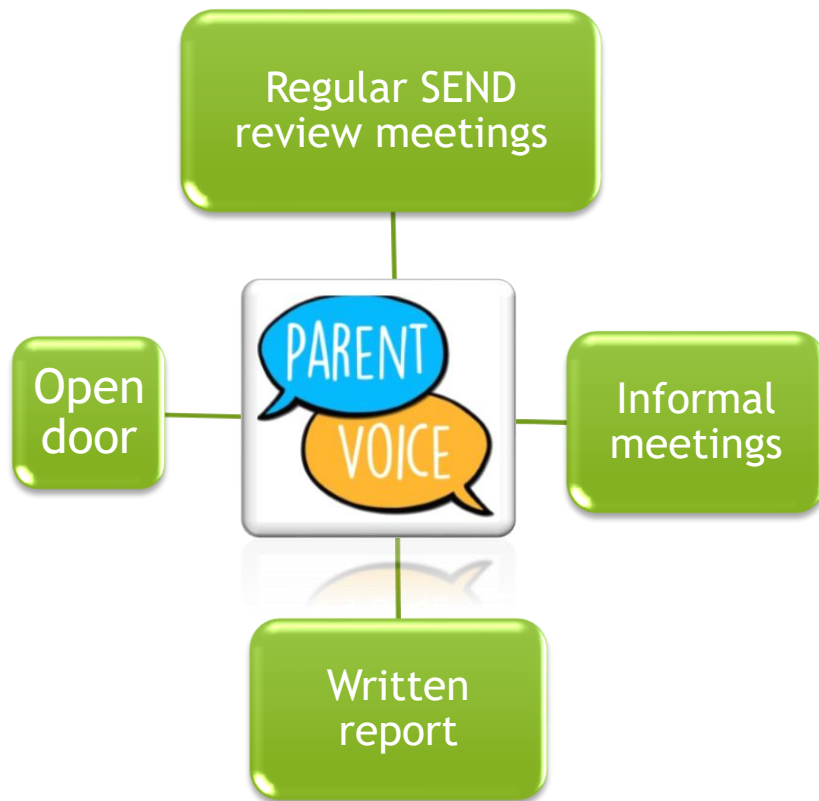 Regular SEND
review meetings
PARENT
VOICE
Open
door
Informal
meetings
Written
report